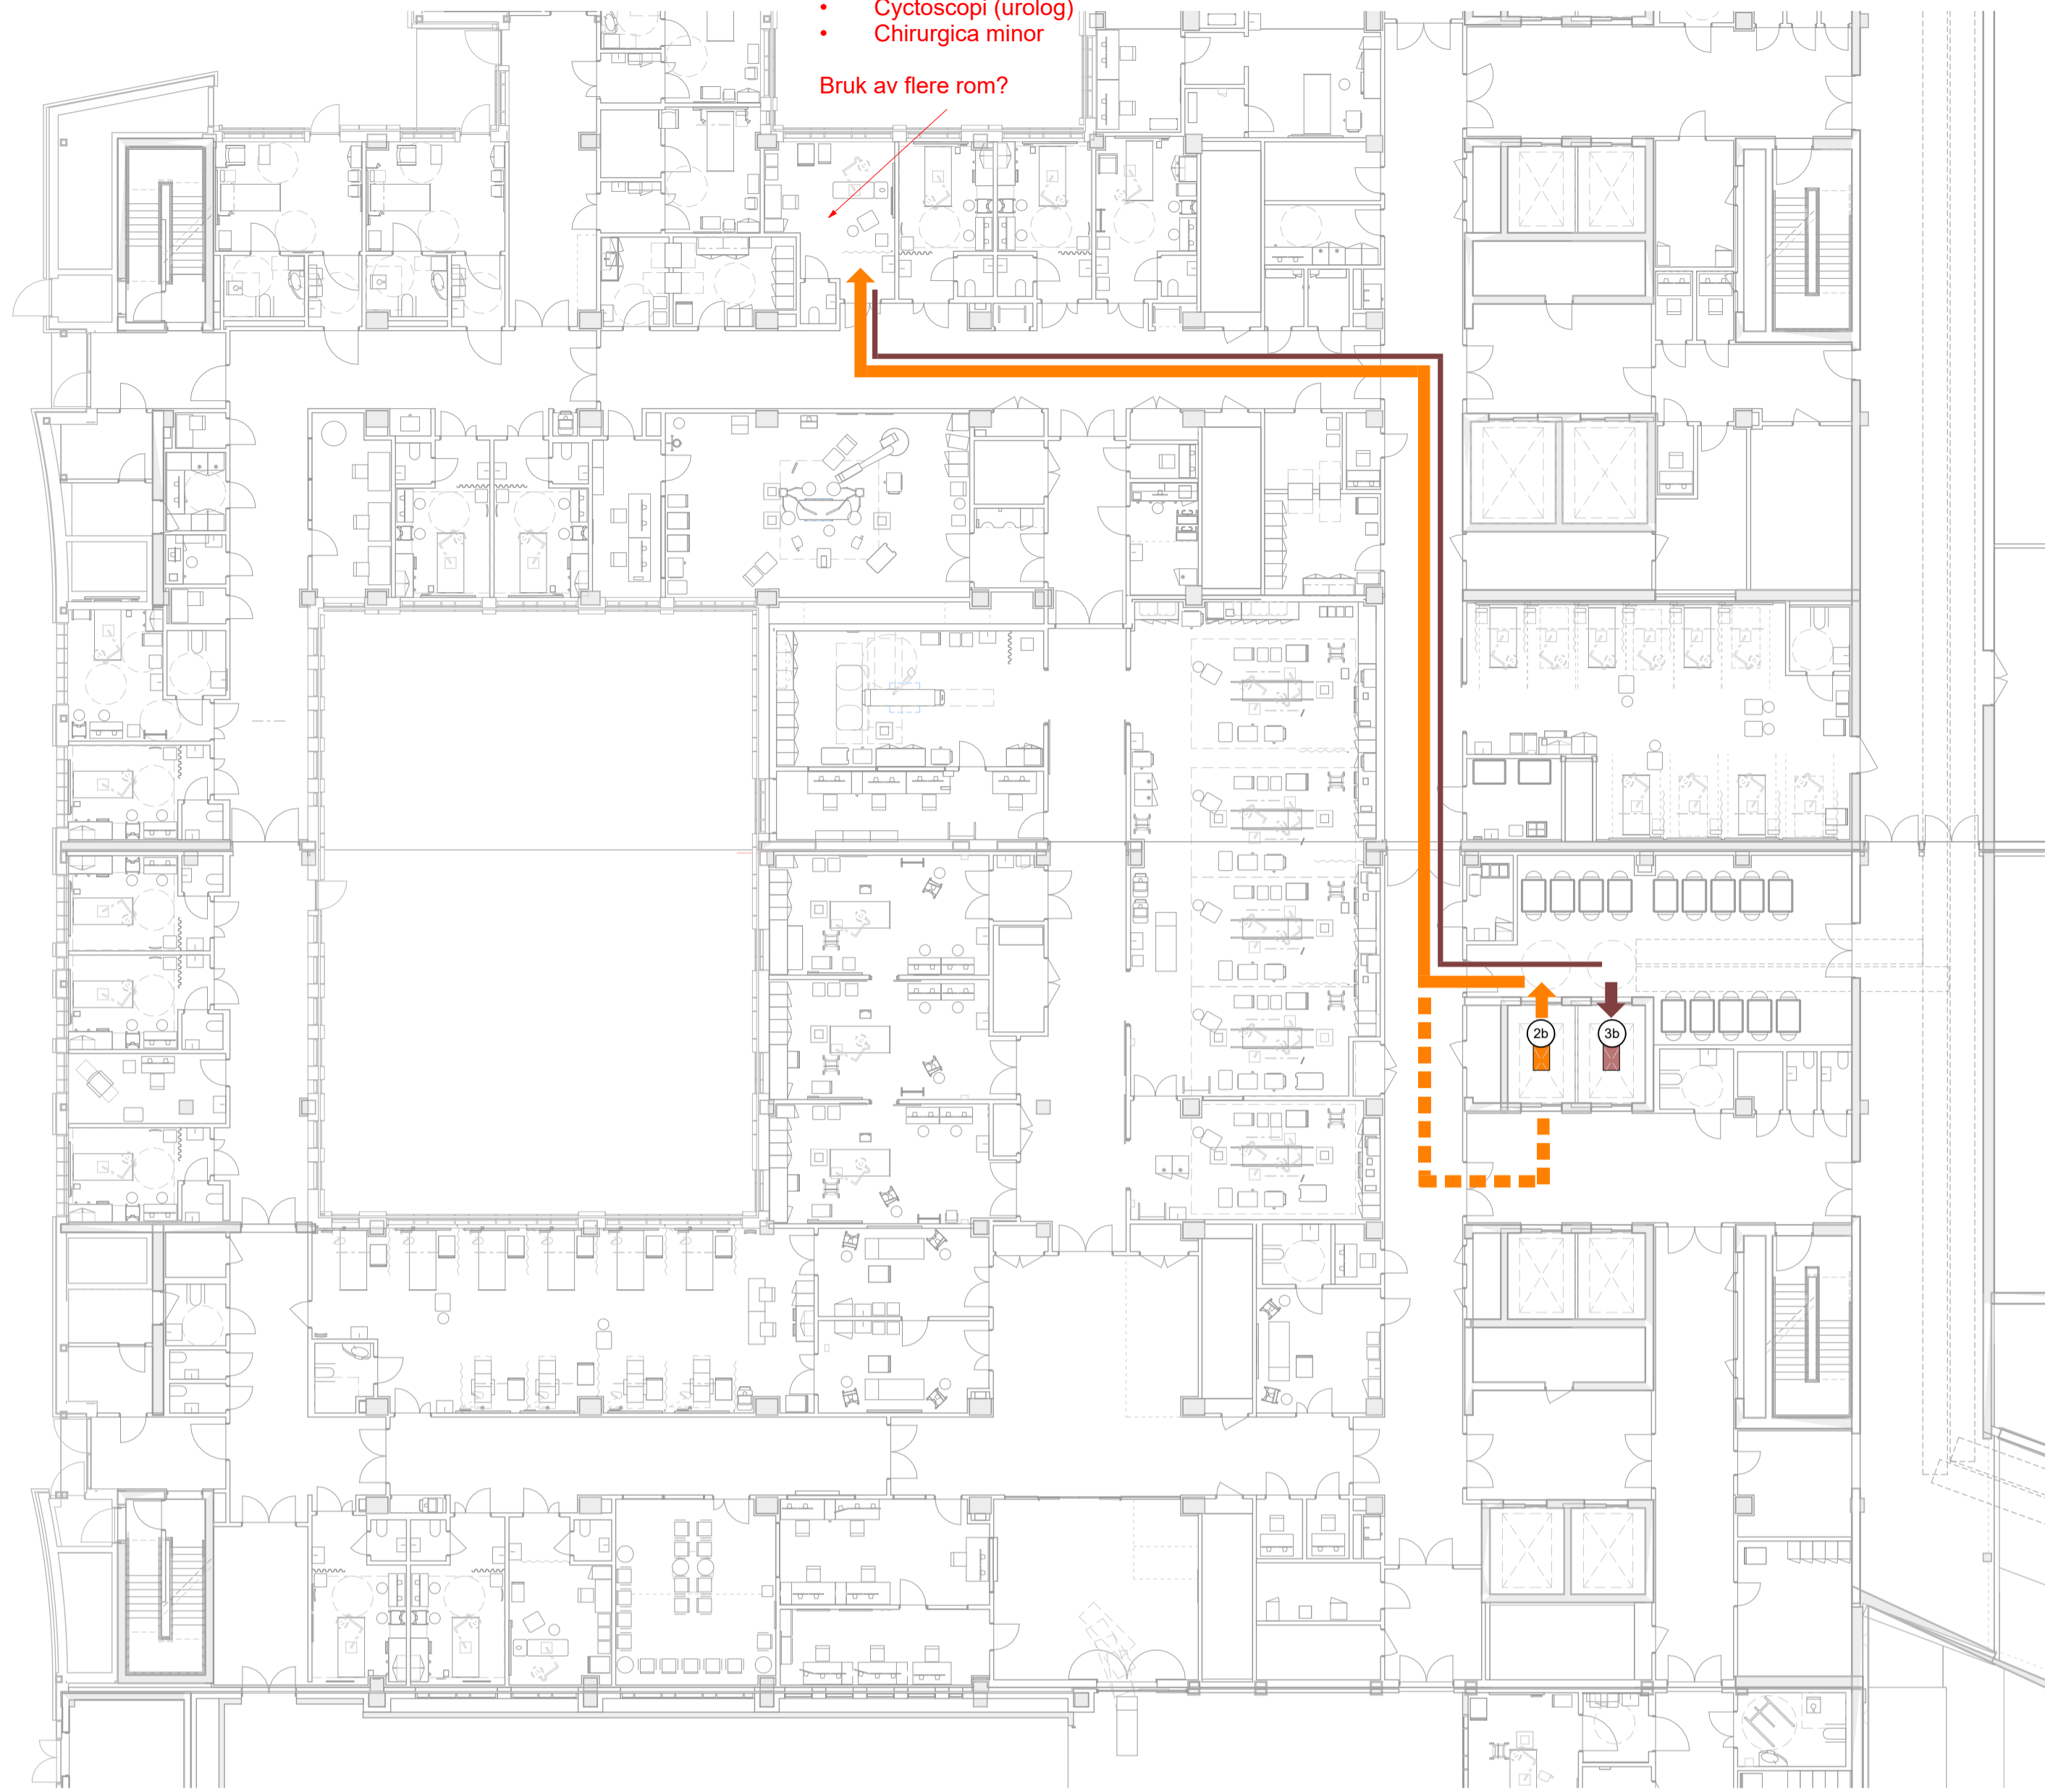 • Cyctoscopi (urolog)
• Chirurgica minor
Bruk av flere rom?
2b
3b